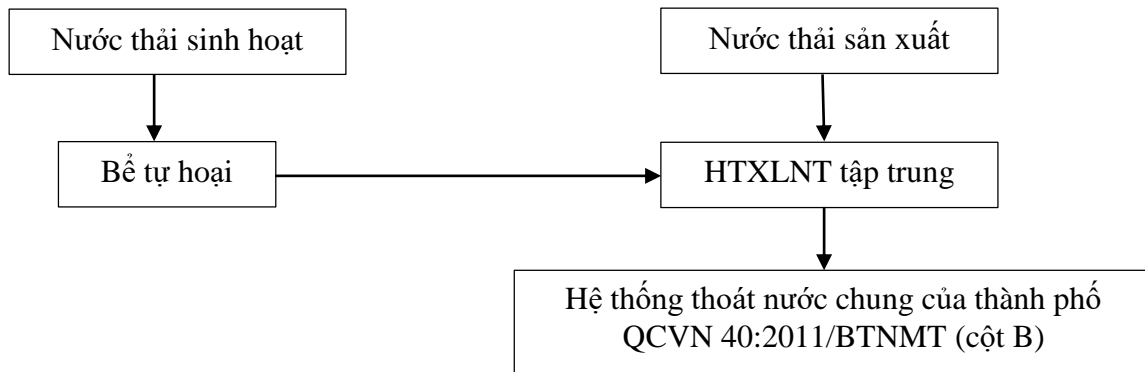 Nước thải sinh hoạt
Nước thải sản xuất
Bể tự hoại
HTXLNT tập trung
Hệ thống thoát nước chung của thành phố
QCVN 40:2011/BTNMT (cột B)